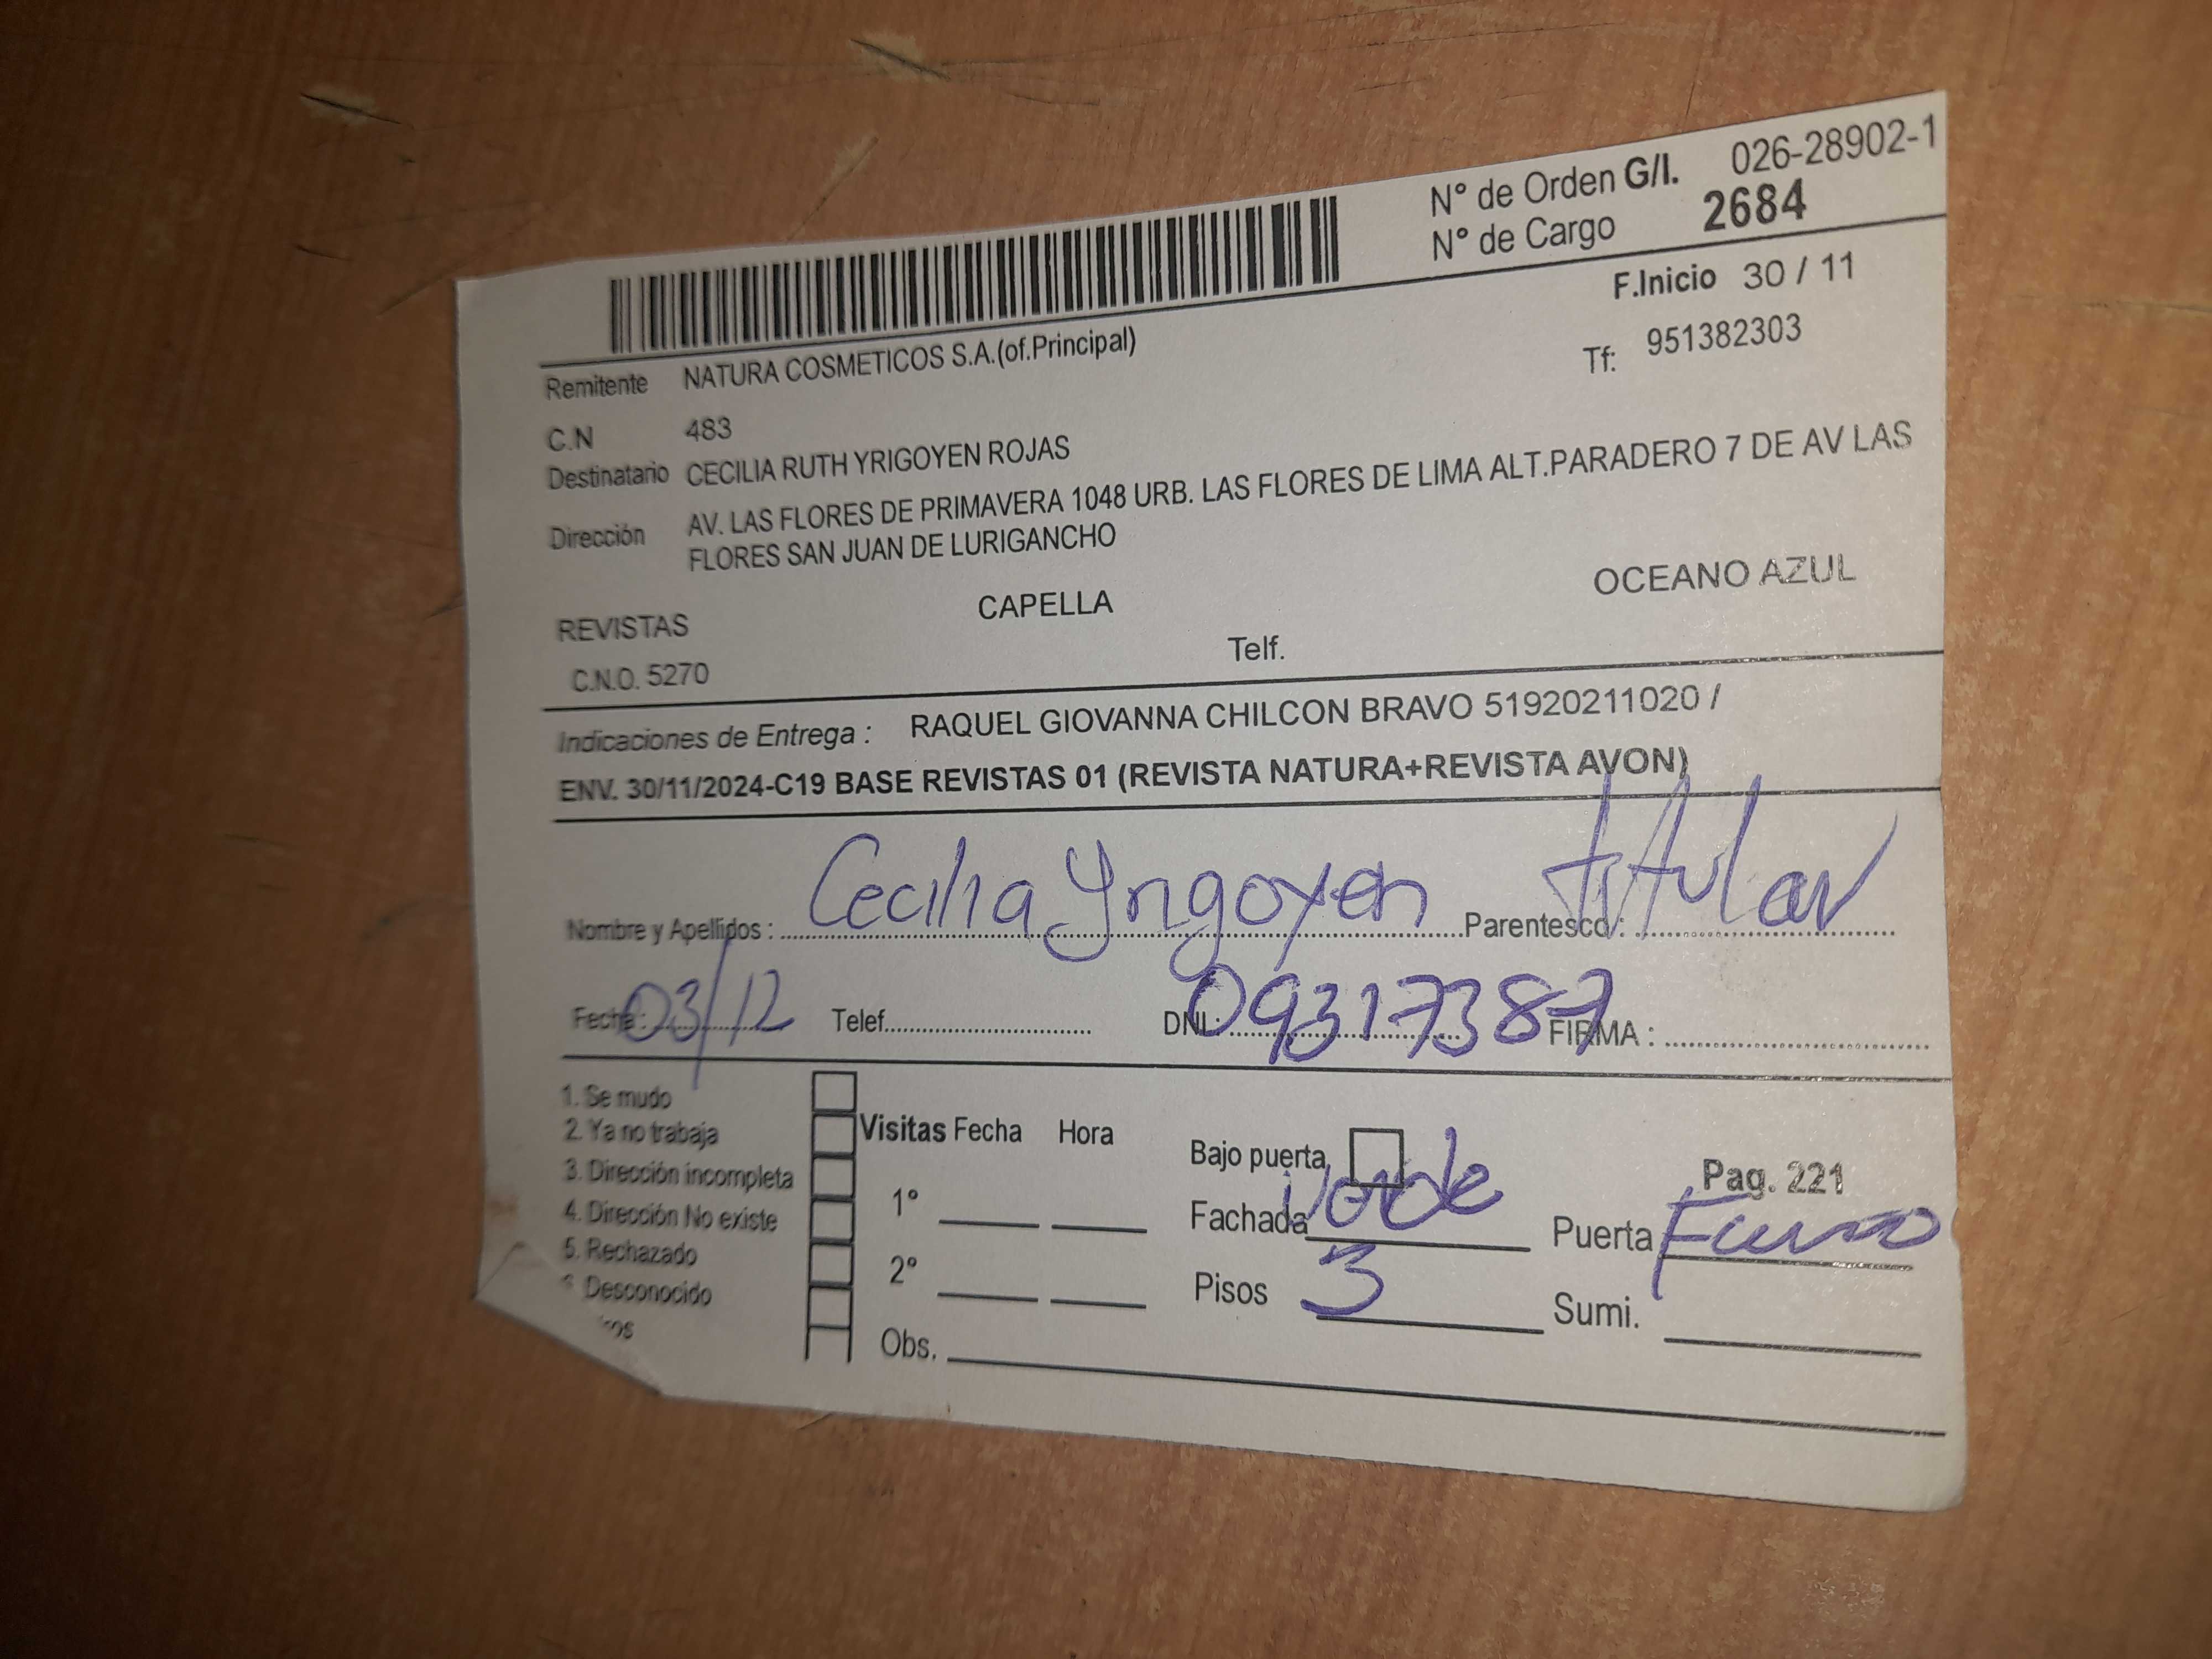 N° de Orden G/I. 026-28902-1
N° de Cargo 2684
F.Inicio 30 / 11
Remitente NATURA COSMETICOS S.A.(of.Principal) Tf: 951382303
C.N 483
Destinatario CECILIA RUTH YRIGOYEN ROJAS
Dirección AV. LAS FLORES DE PRIMAVERA 1048 URB. LAS FLORES DE LIMA ALT.PARADERO 7 DE AV LAS
FLORES SAN JUAN DE LURIGANCHO
REVISTAS CAPELLA OCEANO AZUL
C.N.O. 5270 Telf.
Indicaciones de Entrega : RAQUEL GIOVANNA CHILCON BRAVO 51920211020 /
ENV. 30/11/2024-C19 BASE REVISTAS 01 (REVISTA NATURA+REVISTA AVON)
Nombre y Apellidos : Cecilia Yrigoyen Parentesco : titular
Fecha : 03/12 Telef. DNI : 09317387 FIRMA :
1. Se mudo
2. Ya no trabaja Visitas Fecha Hora Bajo puerta Pag. 221
3. Dirección incompleta
4. Dirección No existe 1° Fachada Verde Puerta Fierro
5. Rechazado 2° Pisos 3 Sumi.
Desconocido
Obs.